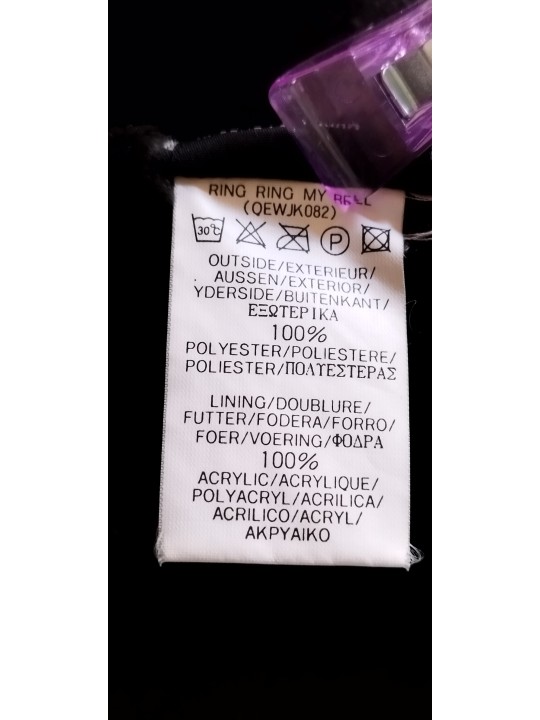 RING RING MY BELL
(QEWJK082)
30°C P
OUTSIDE/EXTERIEUR/
AUSSEN/EXTERIOR/
YDERSIDE/BUITENKANT/
ΕΞΩΤΕΡΙΚΑ
100%
POLYESTER/POLIESTERE/
POLIESTER/ΠΟΛΥΕΣΤΕΡΑΣ
LINING/DOUBLURE/
FUTTER/FODERA/FORRO/
FOER/VOERING/ΦΟΔΡΑ
100%
ACRYLIC/ACRYLIQUE/
POLYACRYL/ACRILICA/
ACRILICO/ACRYL/
ΑΚΡΥΑΙΚΟ